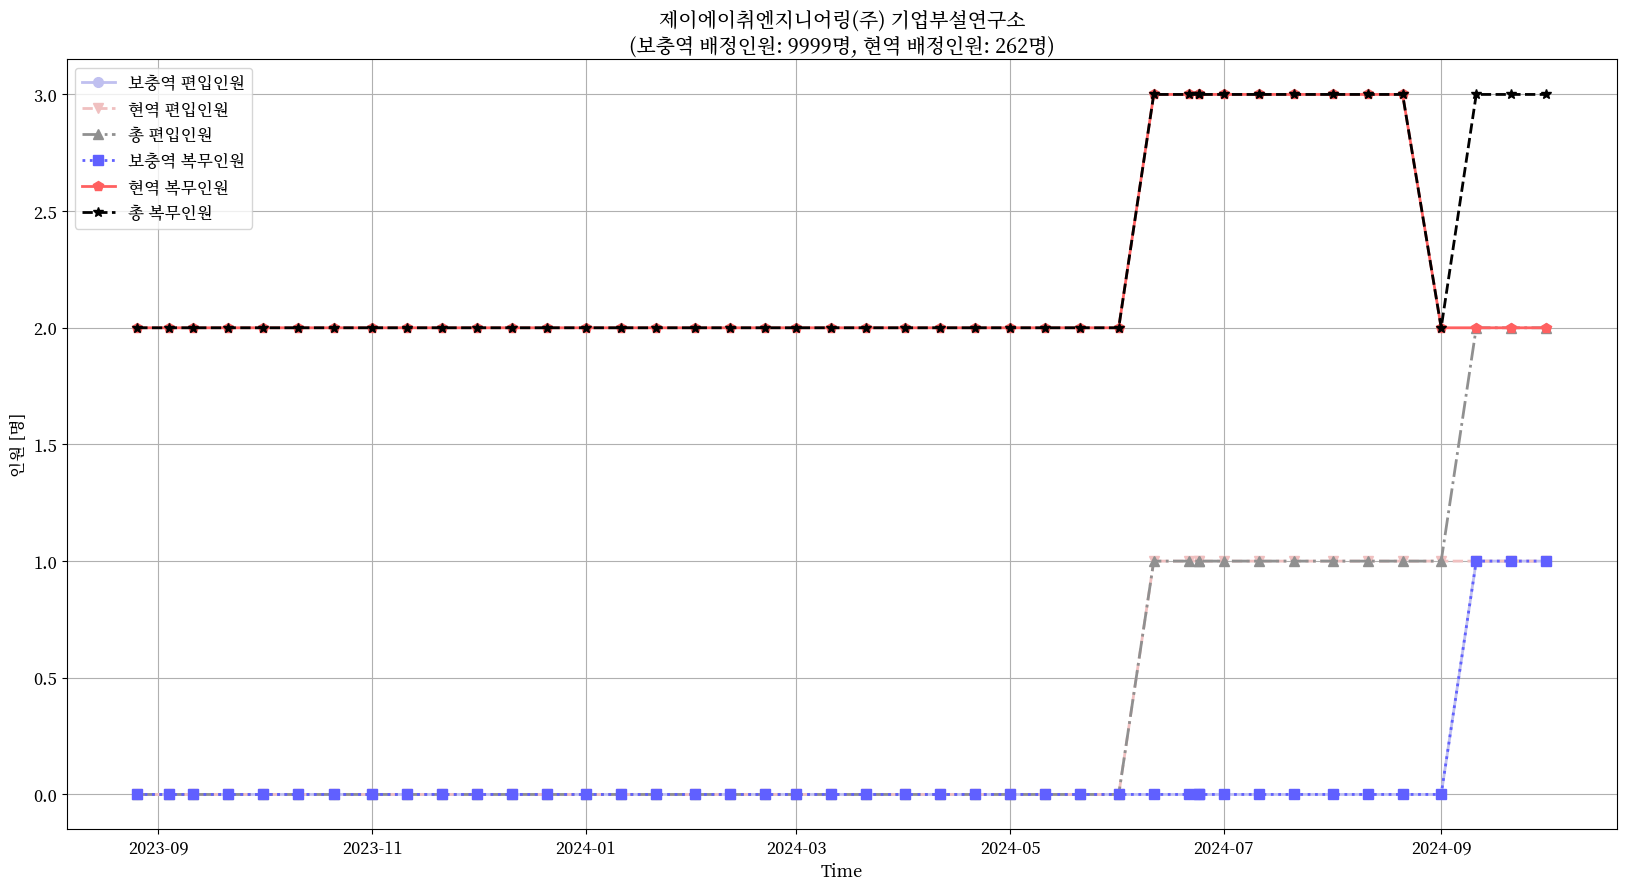 제이에이취엔지니어링(주) 기업부설연구소
(보충역 배정인원: 9999명, 현역 배정인원: 262명)
보충역 편입인원
현역 편입인원
총 편입인원
보충역 복무인원
현역 복무인원
총 복무인원
3.0
2.5
2.0
1.5
1.0
0.5
0.0
인원 [명]
2023-09
2023-11
2024-01
2024-03
2024-05
2024-07
2024-09
Time